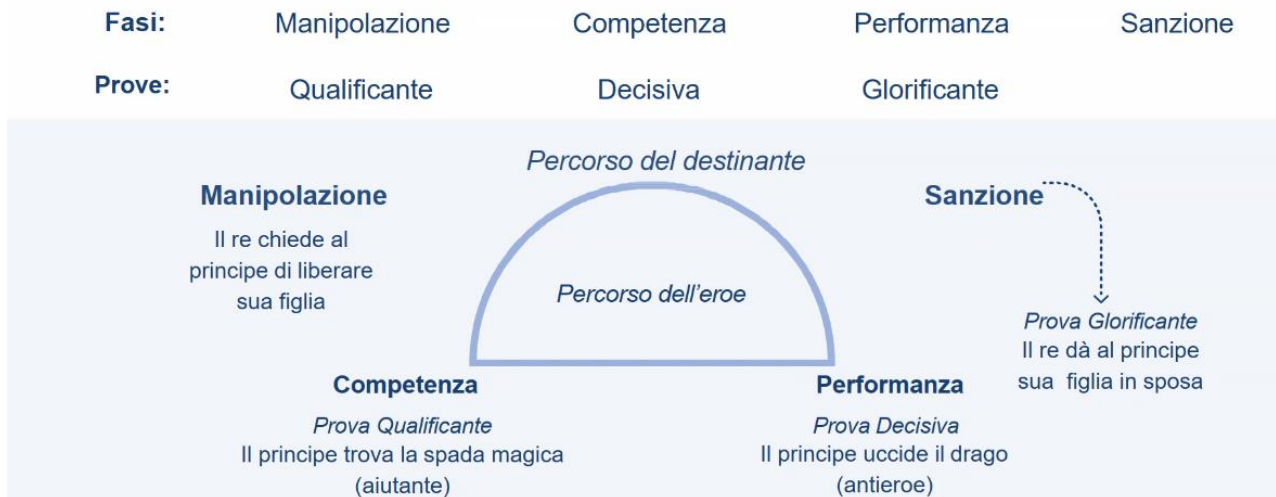 Fasi: Manipolazione Competenza Performanza Sanzione
Prove: Qualificante Decisiva Glorificante
Percorso del destinante
Manipolazione
Il re chiede al
principe di liberare
sua figlia
Sanzione
Percorso dell'eroe
Prova Glorificante
Il re dà al principe
sua figlia in sposa
Competenza
Prova Qualificante
Il principe trova la spada magica
(aiutante)
Performanza
Prova Decisiva
Il principe uccide il drago
(antieroe)